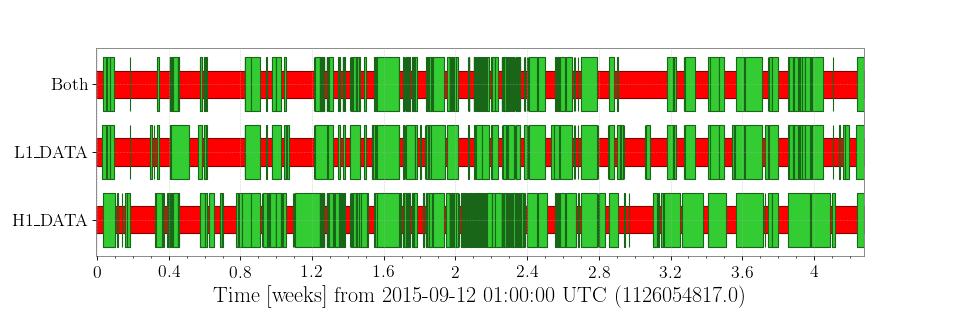 Both
L1_DATA
H1_DATA
0 0.4 0.8 1.2 1.6 2 2.4 2.8 3.2 3.6 4
Time [weeks] from 2015-09-12 01:00:00 UTC (1126054817.0)